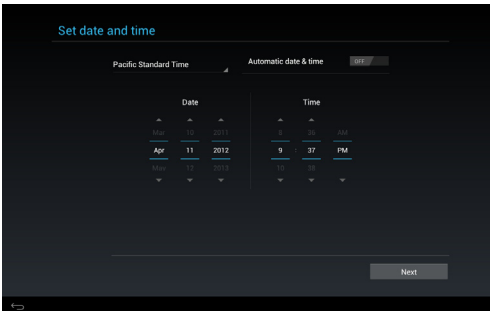 Set date and time
Pacific Standard Time
Automatic date & time OFF
Date Time
Mar 10 2011 8 36 AM
Apr 11 2012 9 : 37 PM
May 12 2013 10 38
Next